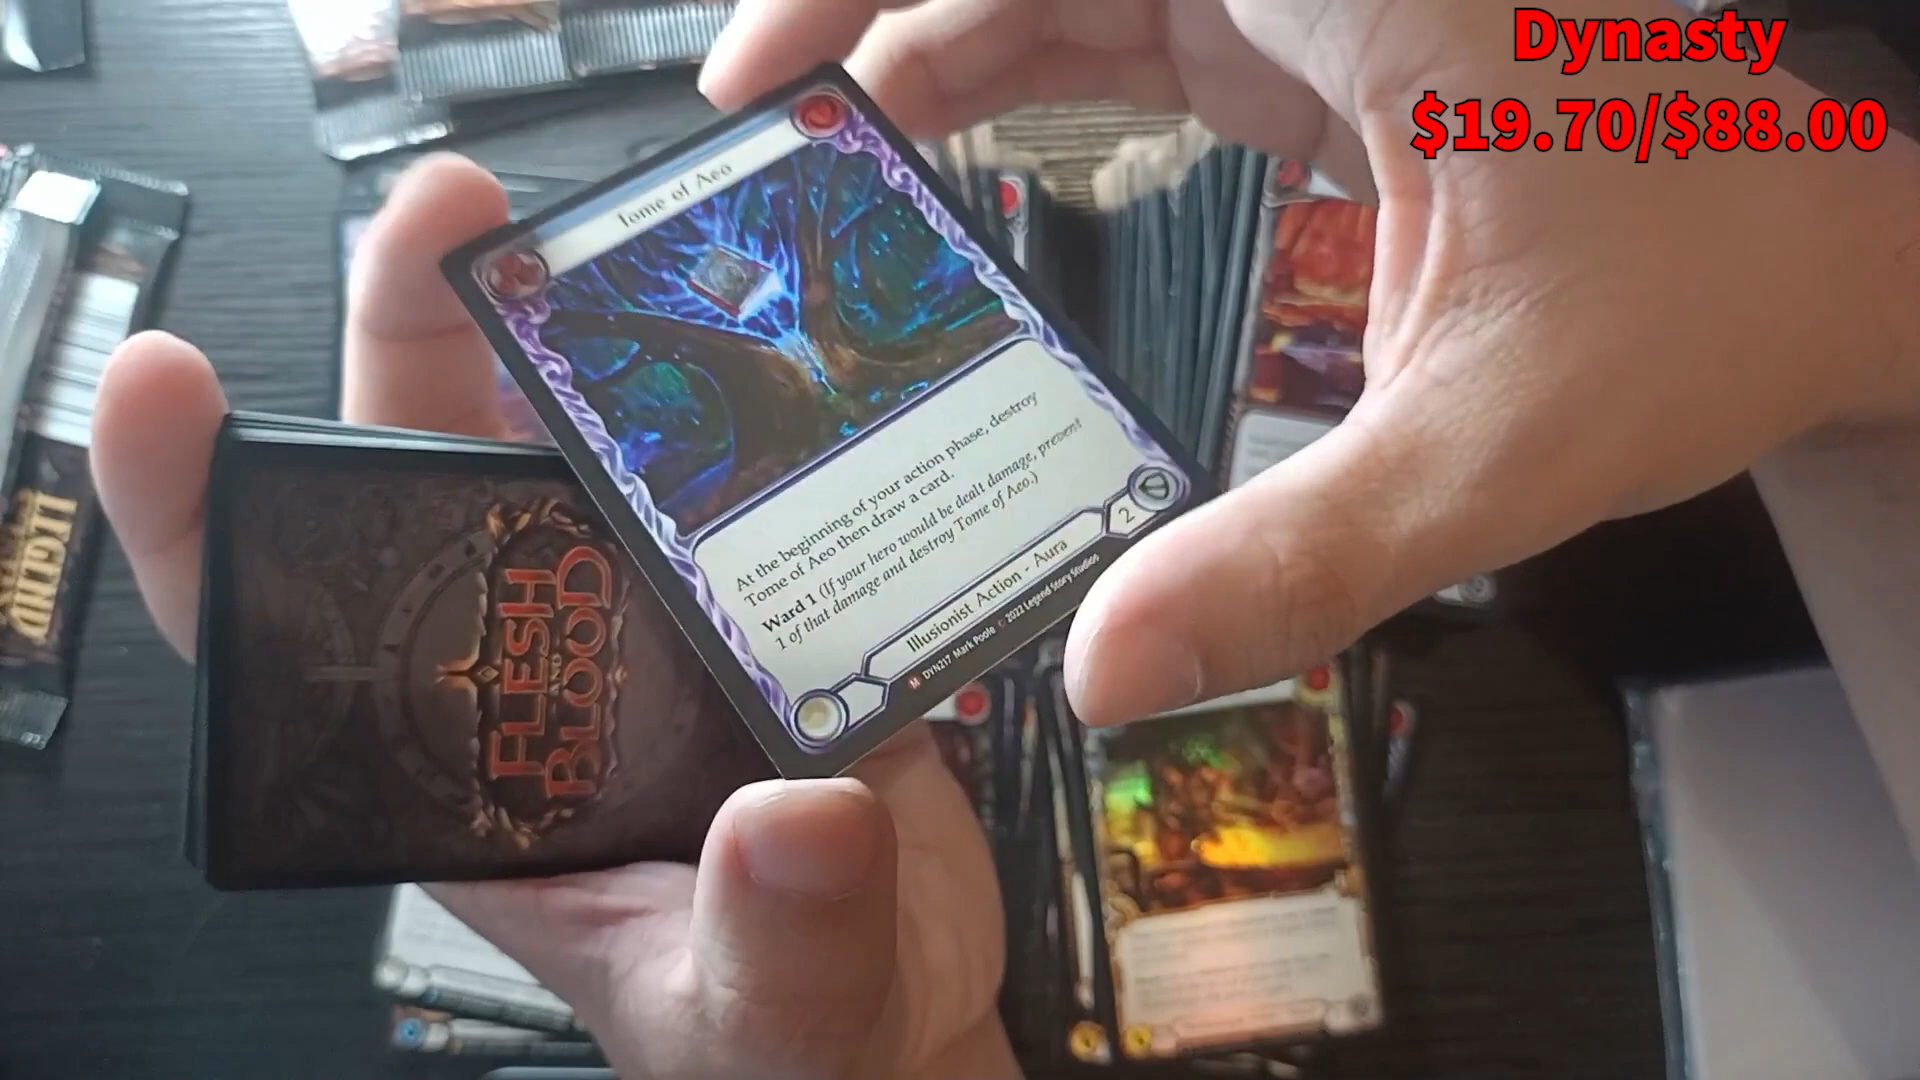 Dynasty
$19.70/$88.00
Tome of Aeo
At the beginning of your action phase, destroy
Tome of Aeo then draw a card.
Ward 1 (If your hero would be dealt damage, prevent
1 of that damage and destroy Tome of Aeo.)
2
Illusionist Action - Aura
M DYN217 Mark Poole © 2022 Legend Story Studios
FLESH
AND
BLOOD
LEGEND